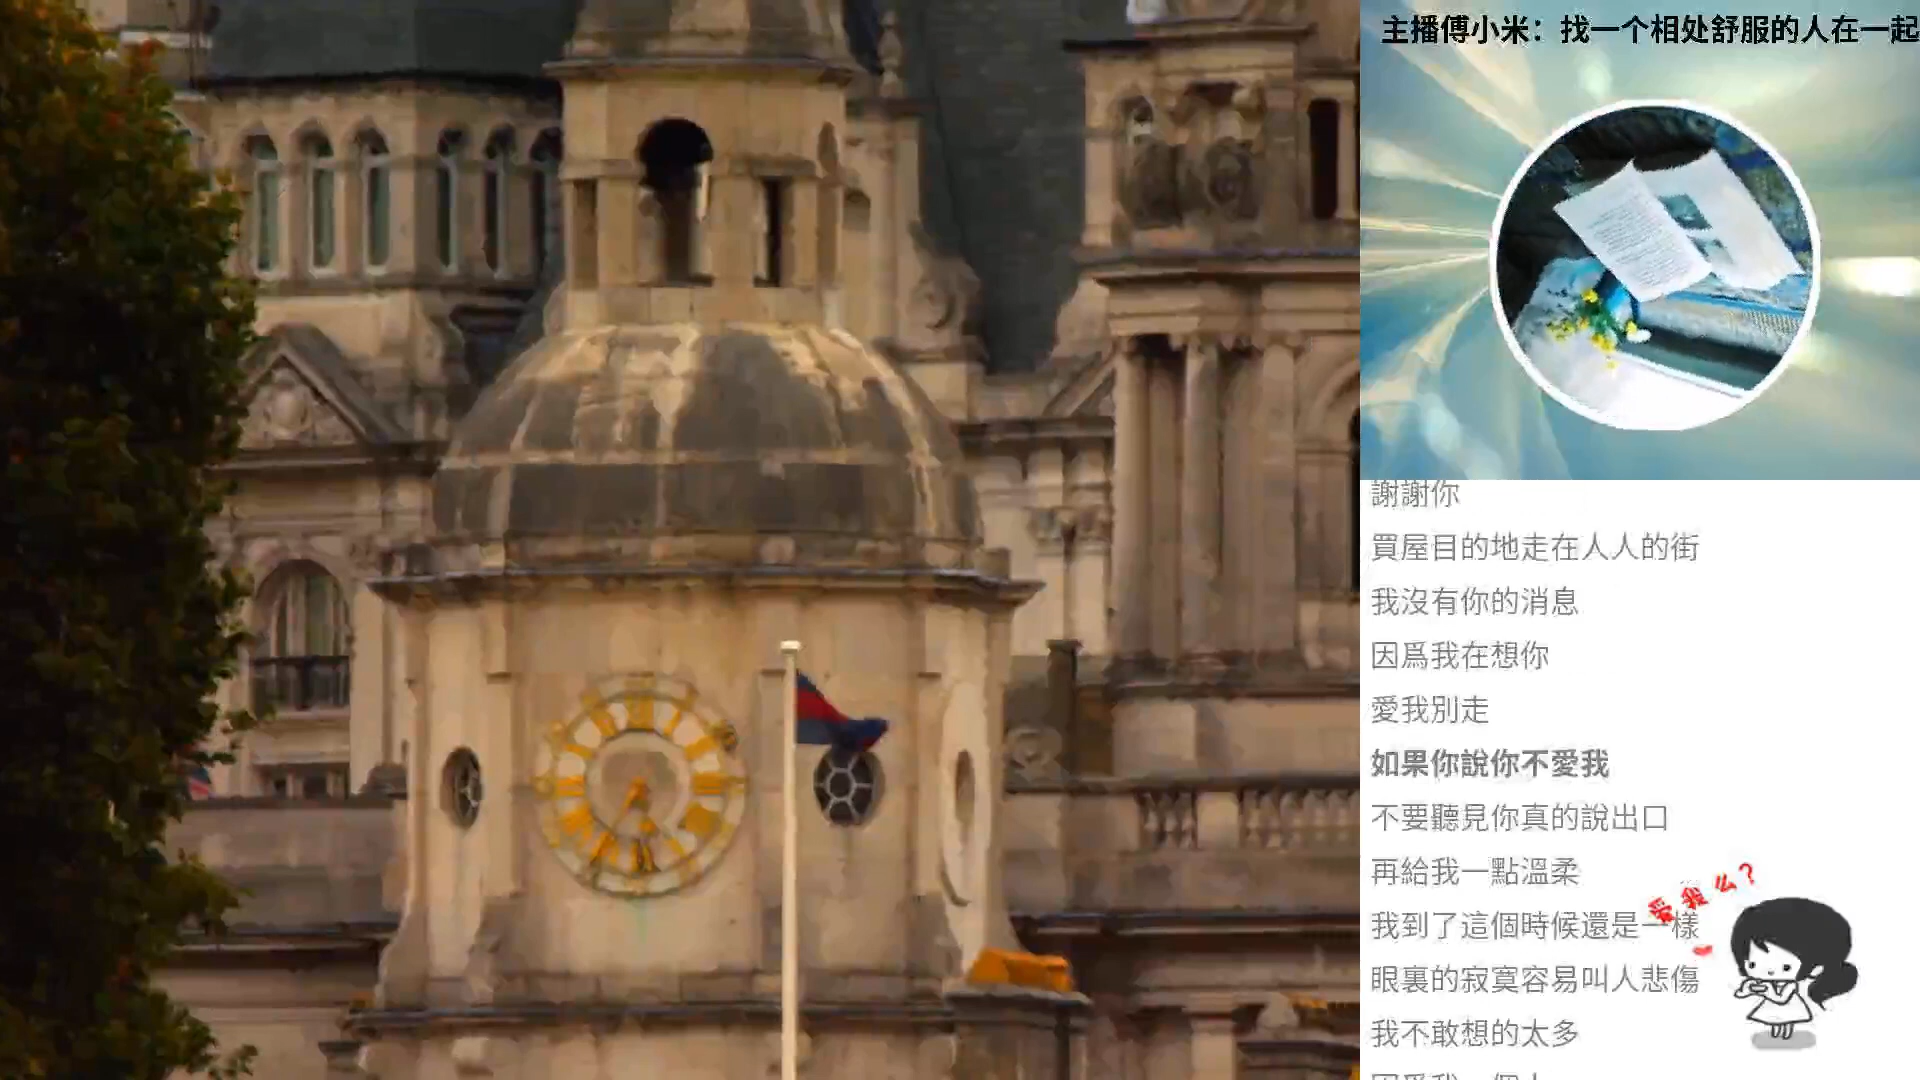 主播傅小米：找一个相处舒服的人在一起
謝謝你
買屋目的地走在人人的街
我沒有你的消息
因爲我在想你
愛我別走
如果你說你不愛我
不要聽見你真的說出口
再給我一點溫柔
我到了這個時候還是一樣
眼裏的寂寞容易叫人悲傷
我不敢想的太多
爱我么？